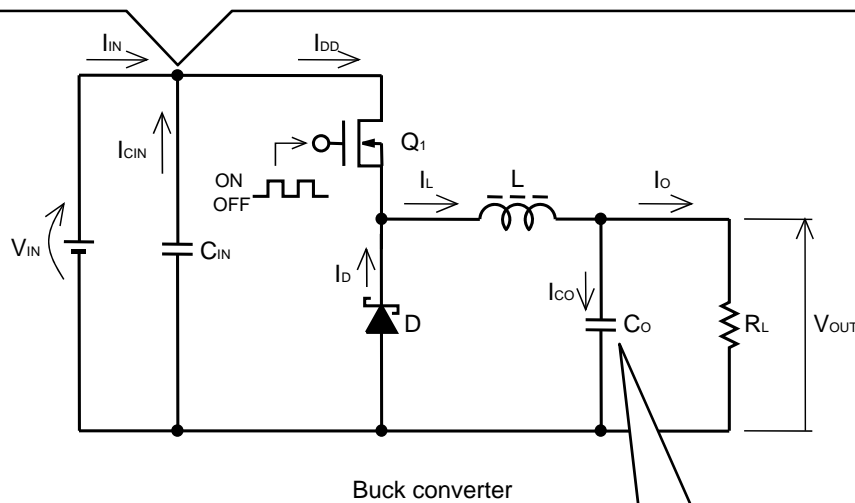 IIN
IDD
ICIN
Q1
ON
OFF
IL
L
IO
VIN
CIN
ID
ICO
D
CO
RL
VOUT
Buck converter